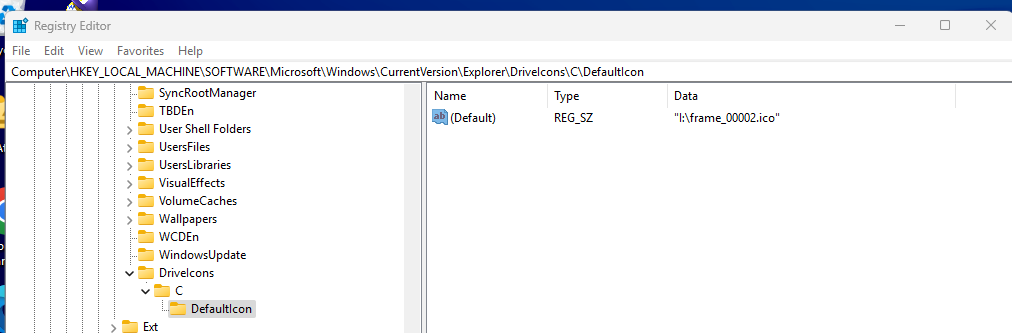 Registry Editor
File Edit View Favorites Help
Computer\HKEY_LOCAL_MACHINE\SOFTWARE\Microsoft\Windows\CurrentVersion\Explorer\DriveIcons\C\DefaultIcon
SyncRootManager
TBDEn
User Shell Folders
UsersFiles
UsersLibraries
VisualEffects
VolumeCaches
Wallpapers
WCDEn
WindowsUpdate
DriveIcons
C
DefaultIcon
Ext
Name Type Data
ab (Default) REG_SZ "I:\frame_00002.ico"